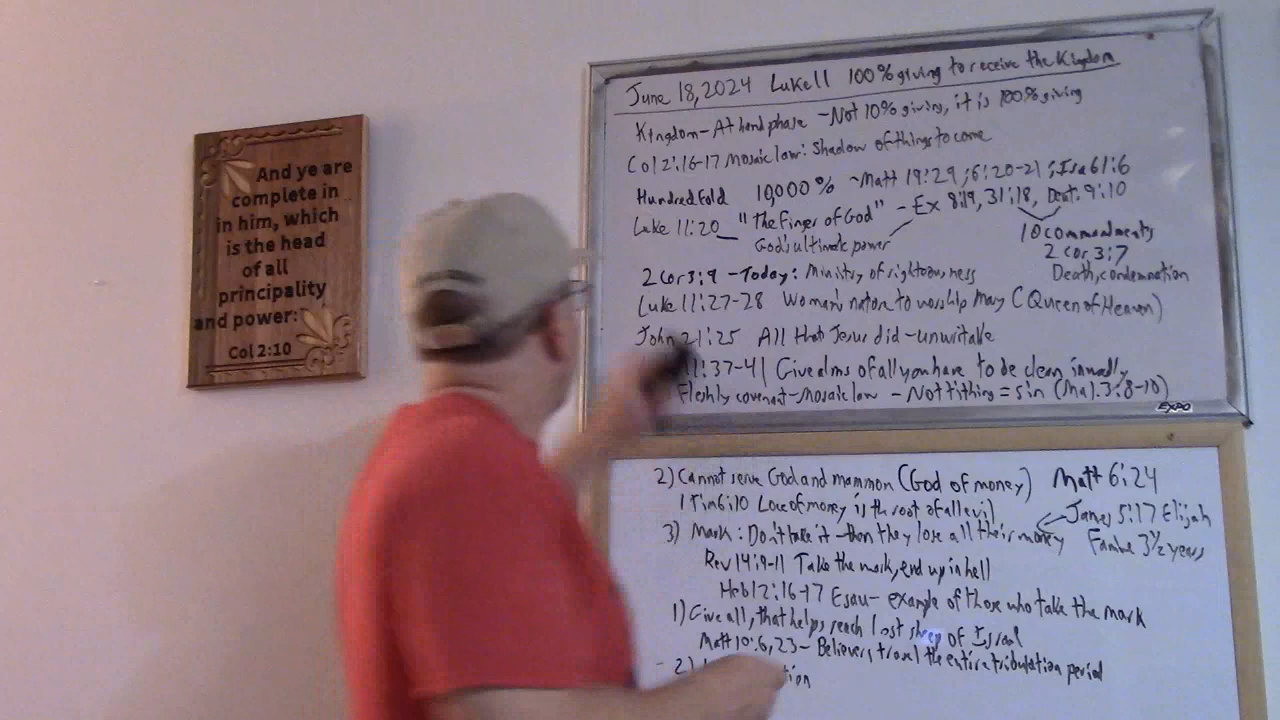 And ye are
complete in
in him, which
is the head
of all
principality
and power:
Col 2:10
June 18, 2024 Luke 11 100% giving to receive the Kingdom
Kingdom - At hand phase - Not 10% giving, it is 100% giving
Col 2:16-17 Mosaic law: Shadow of things to come
Hundred fold 10,000% ~ Matt 19:29; 6:20-21; Isa 61:6
Luke 11:20 "the Finger of God" - Ex 8:19, 31:18, Deut. 9:10
God's ultimate power
10 commandments
2 Cor 3:7
Death, condemnation
2 Cor 3:9 - Today: Ministry of rightousness
Luke 11:27-28 Woman's nature to worship Mary (Queen of Heaven)
John 21:25 All that Jesus did - unwritable
11:37-41 Give alms of all you have to be clean inwardly
Fleshly covenant - Mosaic law - Not tithing = sin (Mal. 3:8-10)
EXPO
2) Cannot serve God and mammon (God of money) Matt 6:24
1 Tim 6:10 Love of money is th root of all evil
James 5:17 Elijah
3) Mark: Don't take it - then they lose all their money
Famine 3 1/2 years
Rev 14:9-11 Take the mark, end up in hell
Heb 12:16-17 Esau - example of those who take the mark
1) Give all, that helps reach lost sheep of Israel
Matt 10:6, 23 - Believers travel the entire tribulation period
2)